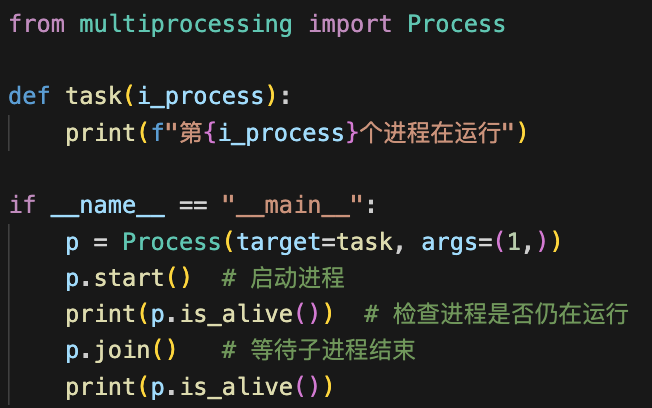 from multiprocessing import Process
def task(i_process):
    print(f"第{i_process}个进程在运行")
if __name__ == "__main__":
    p = Process(target=task, args=(1,))
    p.start()  # 启动进程
    print(p.is_alive())  # 检查进程是否仍在运行
    p.join()   # 等待子进程结束
    print(p.is_alive())